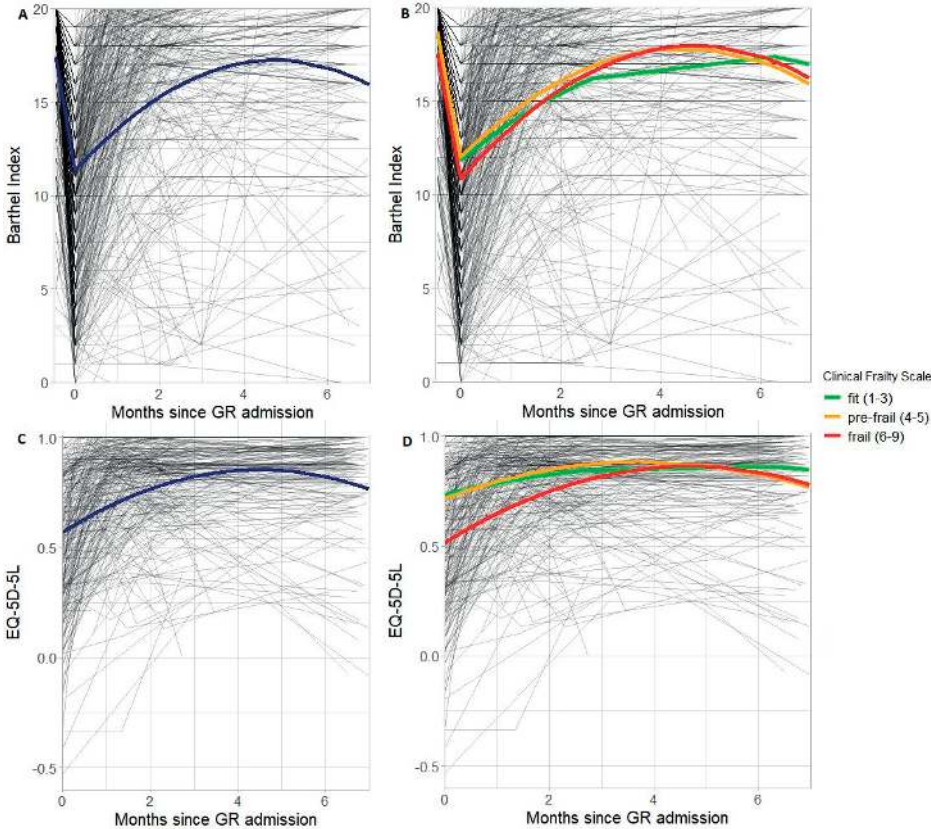 A
20
15
10
5
0
Barthel Index
0
2
4
6
Months since GR admission
B
20
15
10
5
0
Barthel Index
0
2
4
6
Months since GR admission
Clinical Frailty Scale
fit (1-3)
pre-frail (4-5)
frail (6-9)
C
1.0
0.5
0.0
-0.5
EQ-5D-5L
0
2
4
6
Months since GR admission
D
1.0
0.5
0.0
-0.5
EQ-5D-5L
0
2
4
6
Months since GR admission